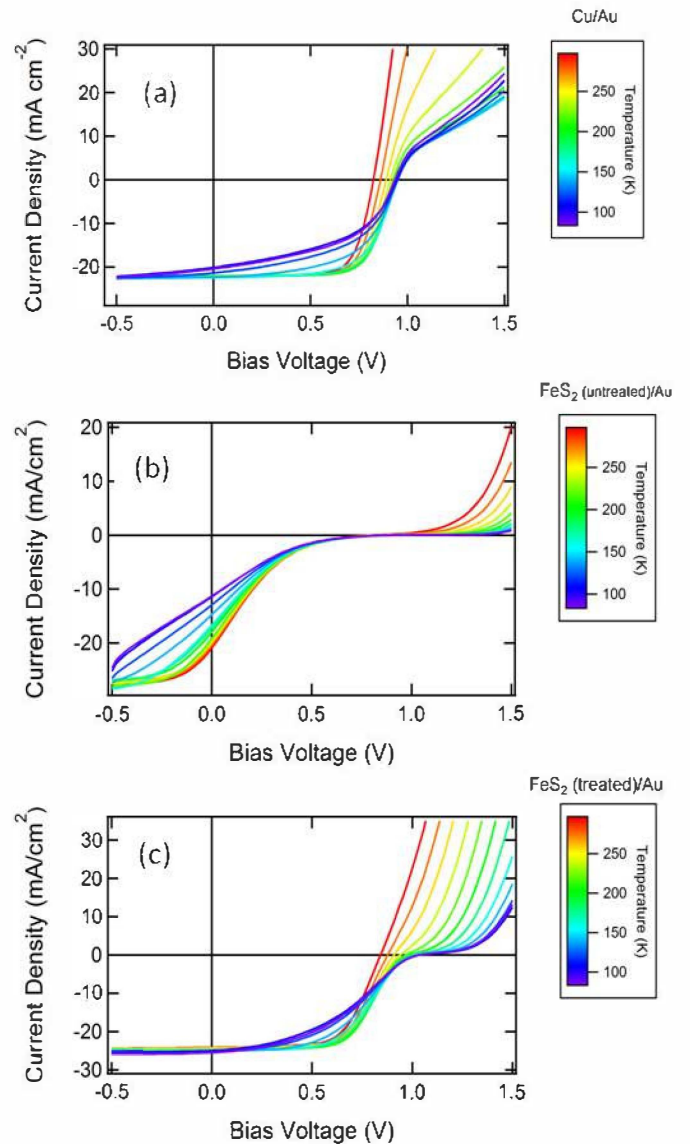 Cu/Au
(a)
Current Density (mA cm-2)
30
20
10
0
-10
-20
-0.5 0.0 0.5 1.0 1.5
Bias Voltage (V)
Temperature (K)
250
200
150
100
FeS2 (untreated)/Au
(b)
Current Density (mA/cm2)
20
10
0
-10
-20
-0.5 0.0 0.5 1.0 1.5
Bias Voltage (V)
Temperature (K)
250
200
150
100
FeS2 (treated)/Au
(c)
Current Density (mA/cm2)
30
20
10
0
-10
-20
-30
-0.5 0.0 0.5 1.0 1.5
Bias Voltage (V)
Temperature (K)
250
200
150
100